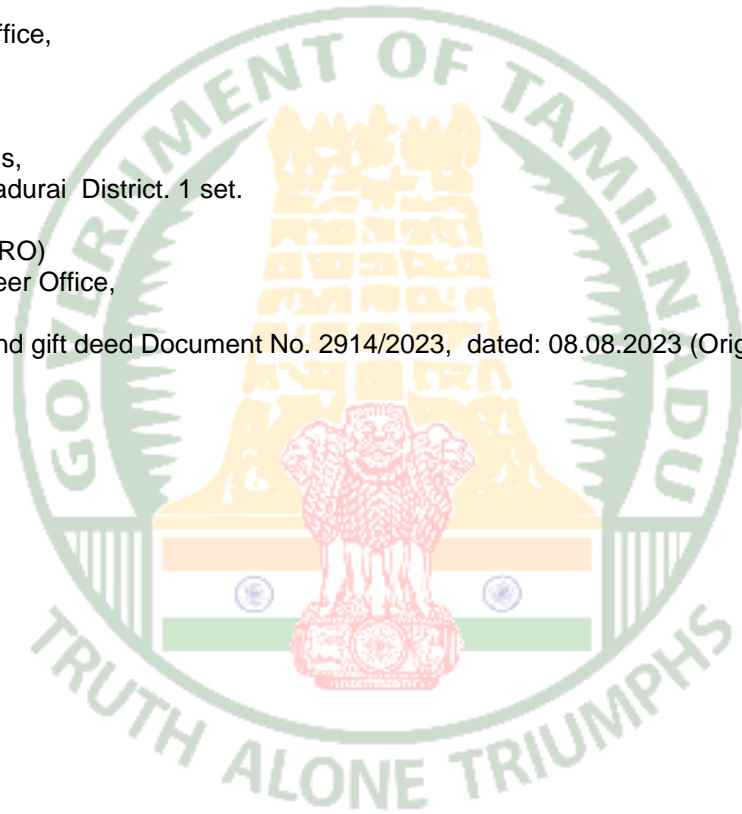 ffice,
s,
adurai District. 1 set.
RO)
eer Office,
nd gift deed Document No. 2914/2023, dated: 08.08.2023 (Orig
GOVERNMENT OF TAMILNADU
TRUTH ALONE TRIUMPHS